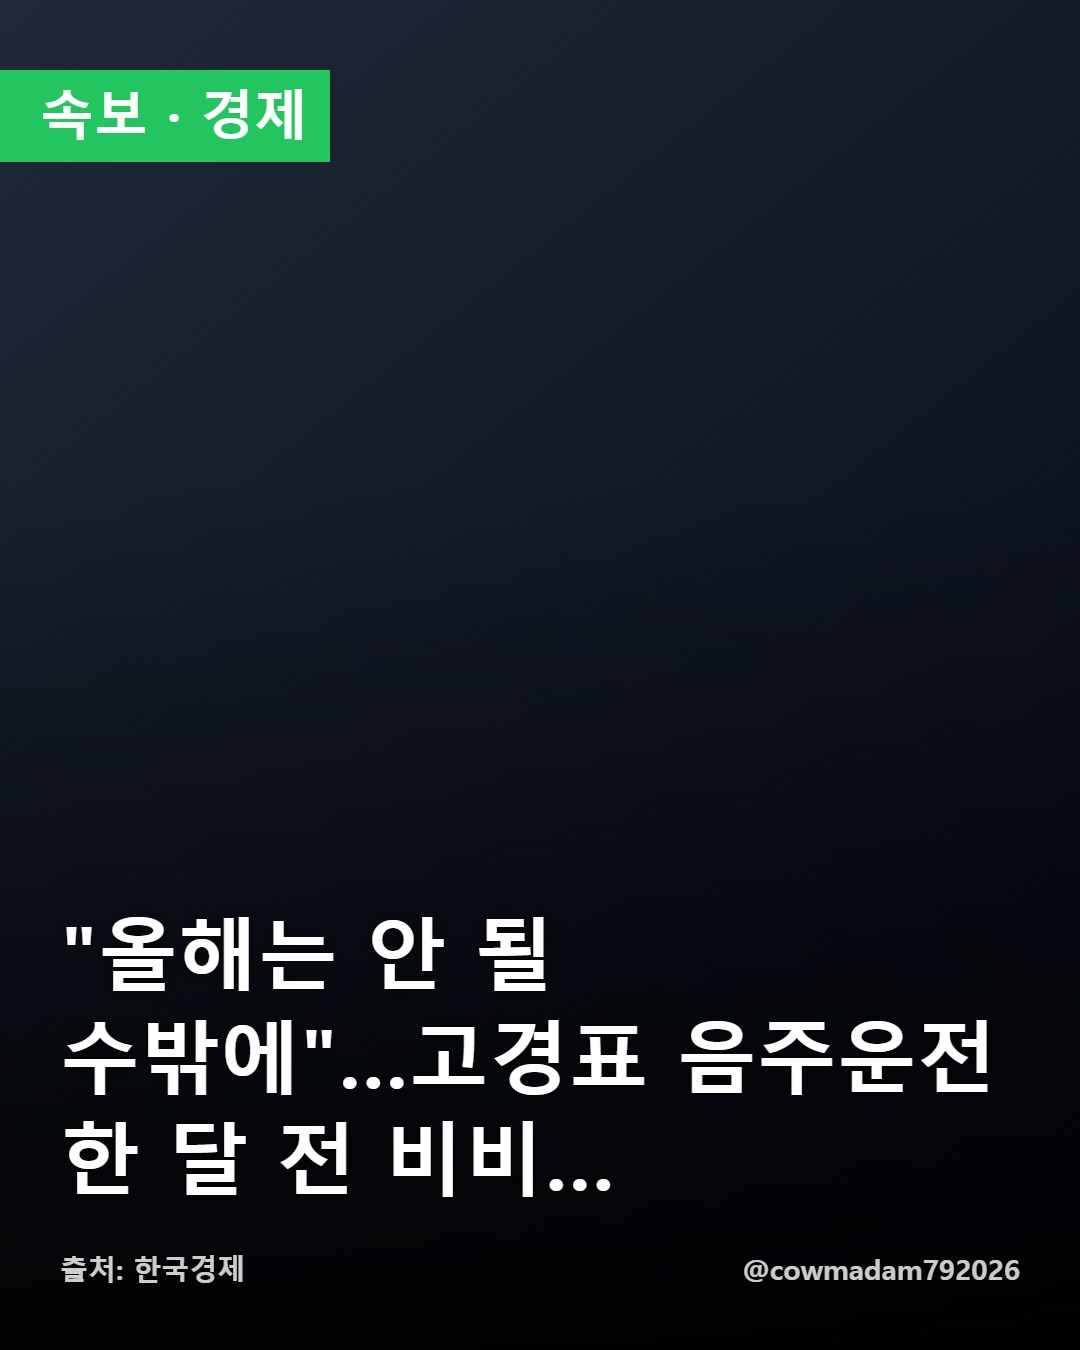 속보 · 경제
"올해는 안 될
수밖에"...고경표 음주운전
한 달 전 비비...
출처: 한국경제
@cowmadam792026